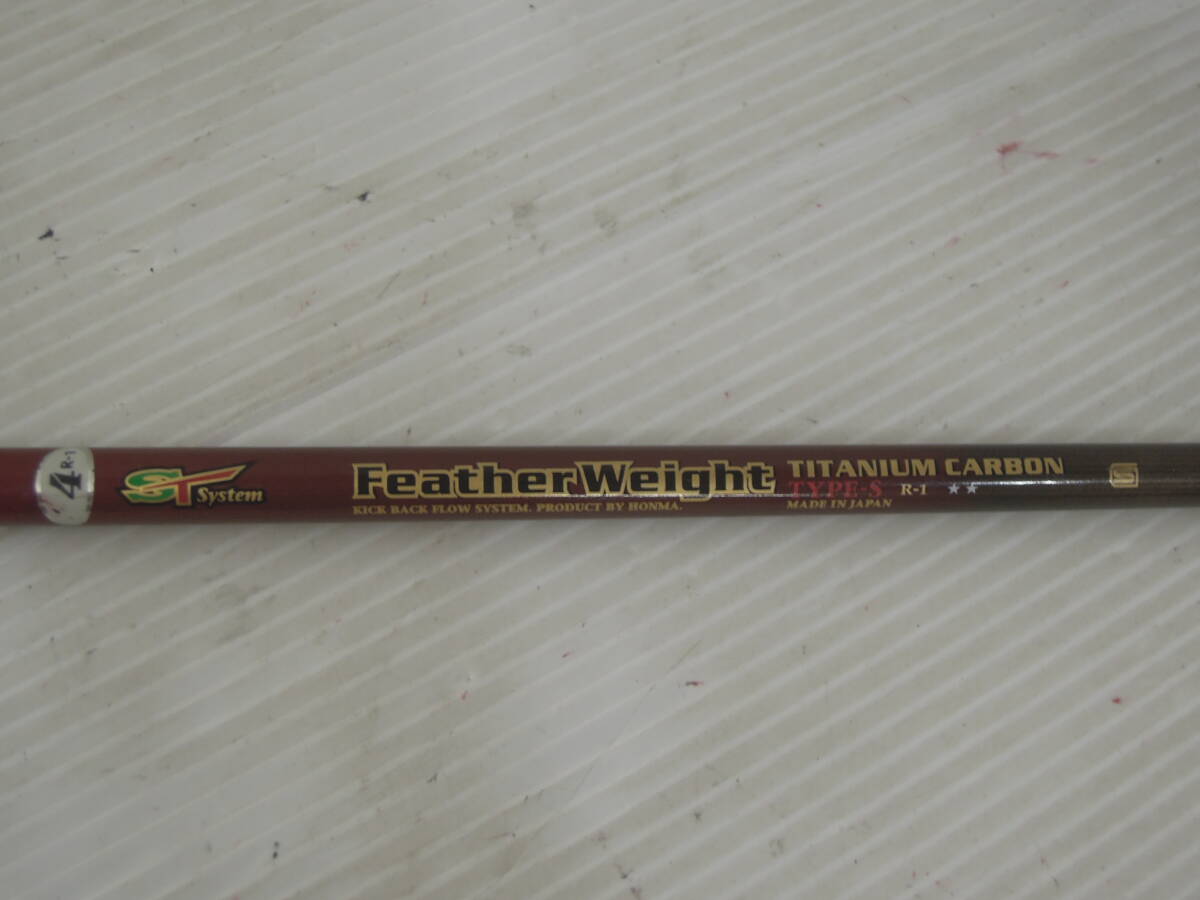 4 R-1
ST System
FeatherWeight
KICK BACK FLOW SYSTEM. PRODUCT BY HONMA.
TITANIUM CARBON
TYPE-S R-1 ★★
MADE IN JAPAN
S